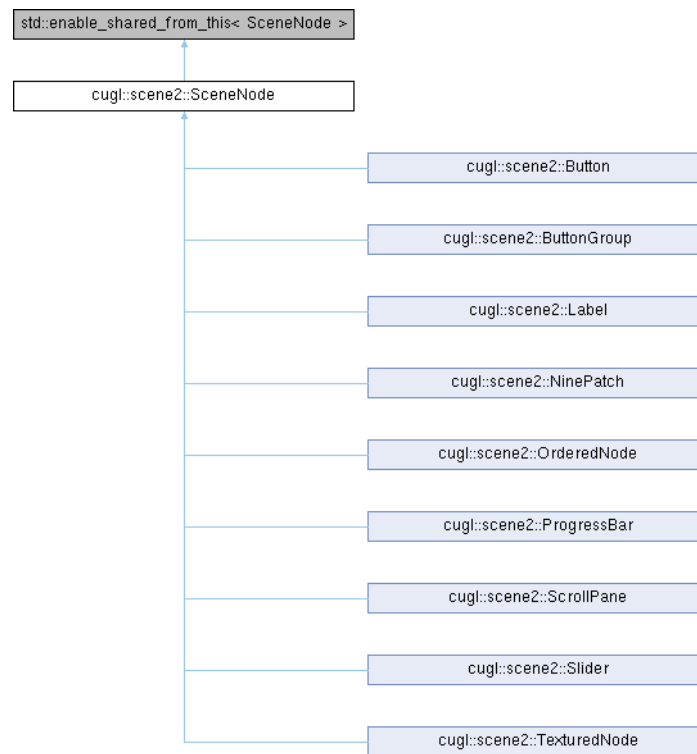 std::enable_shared_from_this< SceneNode >
cugl::scene2::SceneNode
cugl::scene2::Button
cugl::scene2::ButtonGroup
cugl::scene2::Label
cugl::scene2::NinePatch
cugl::scene2::OrderedNode
cugl::scene2::ProgressBar
cugl::scene2::ScrollPane
cugl::scene2::Slider
cugl::scene2::TexturedNode